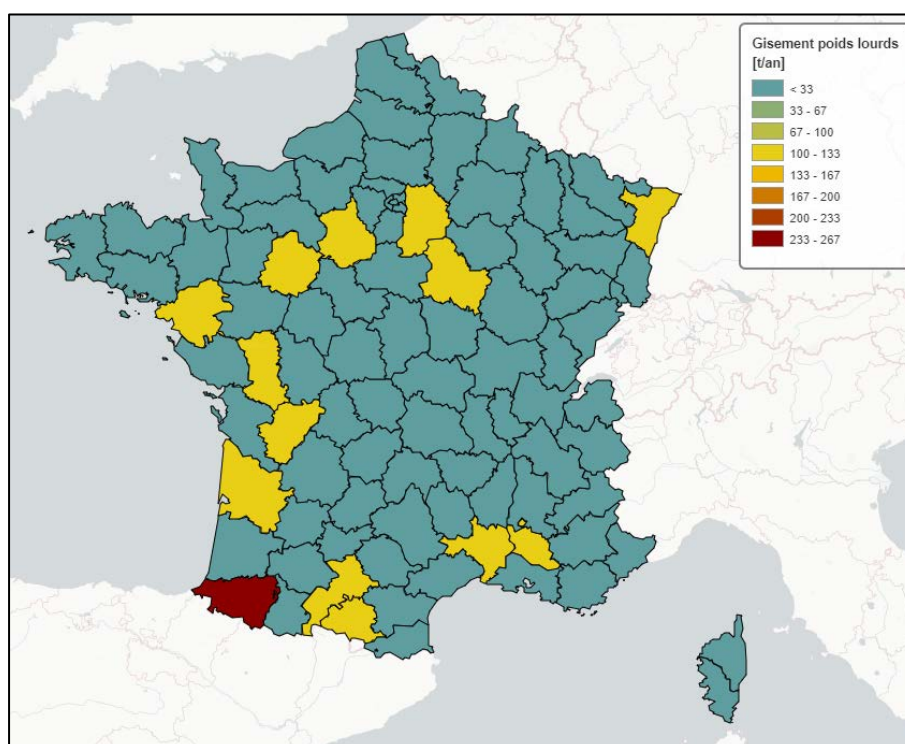 Gisement poids lourds
[t/an]
< 33
33 - 67
67 - 100
100 - 133
133 - 167
167 - 200
200 - 233
233 - 267